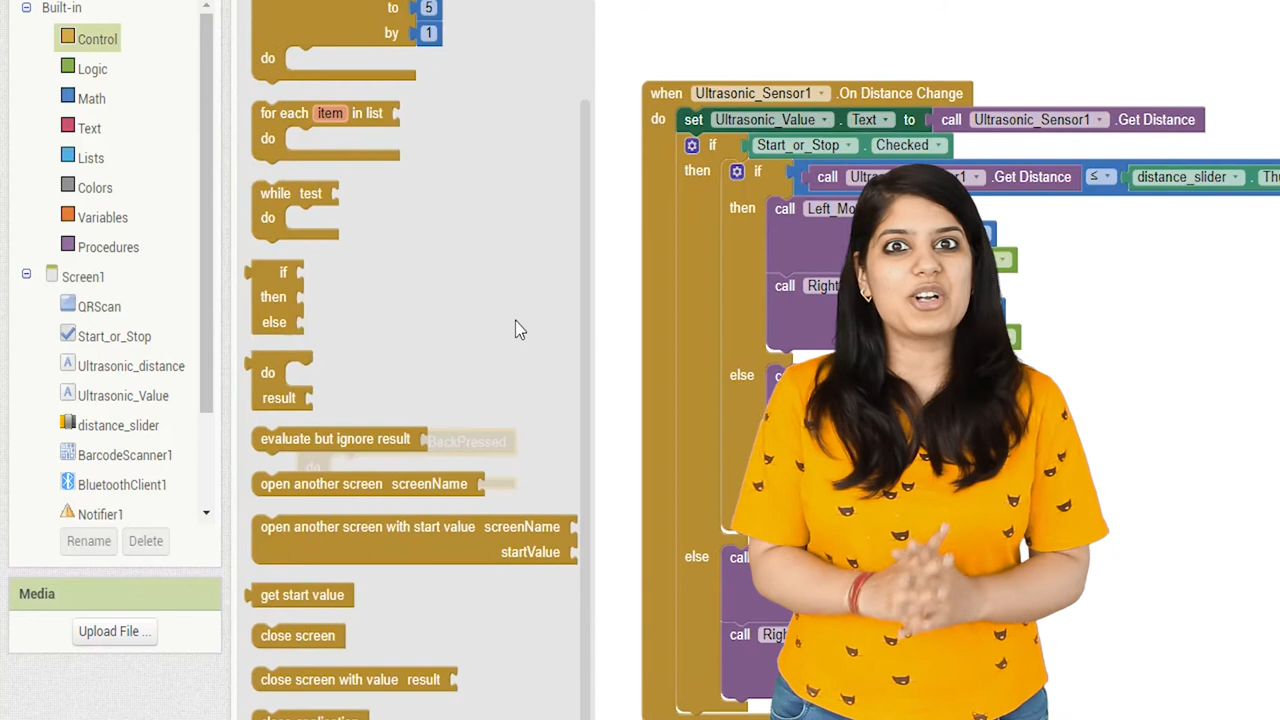 Built-in
Control
Logic
Math
Text
Lists
Colors
Variables
Procedures
Screen1
QRScan
Start_or_Stop
Ultrasonic_distance
Ultrasonic_Value
distance_slider
BarcodeScanner1
BluetoothClient1
Notifier1
Rename Delete
Media
Upload File ...
to 5
by 1
do
for each item in list
do
while test
do
if
then
else
do
result
evaluate but ignore result BackPressed
do
open another screen screenName
open another screen with start value screenName
startValue
get start value
close screen
close screen with value result
close application
when Ultrasonic_Sensor1 . On Distance Change
do set Ultrasonic_Value . Text to call Ultrasonic_Sensor1 .Get Distance
if Start_or_Stop . Checked
then if call .Get Distance ≤ distance_slider .
then call
call Right
else
else call
call